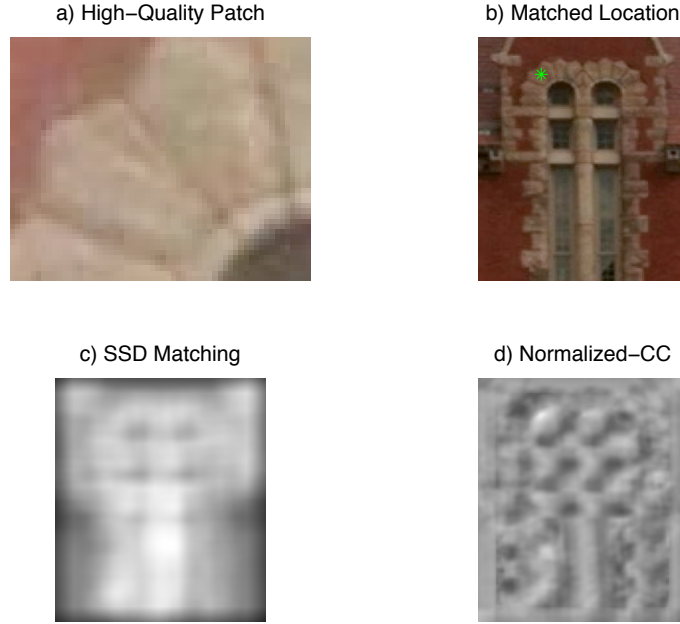 a) High−Quality Patch
b) Matched Location
c) SSD Matching
d) Normalized−CC